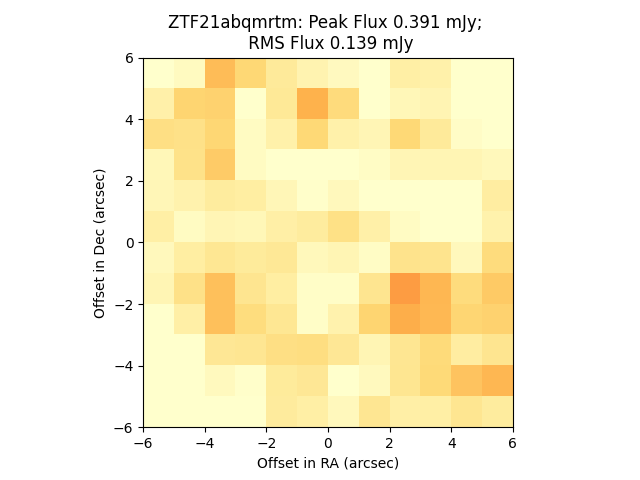 ZTF21abqmrtm: Peak Flux 0.391 mJy;
RMS Flux 0.139 mJy
6
4
2
0
−2
−4
−6
Offset in Dec (arcsec)
−6 −4 −2 0 2 4 6
Offset in RA (arcsec)